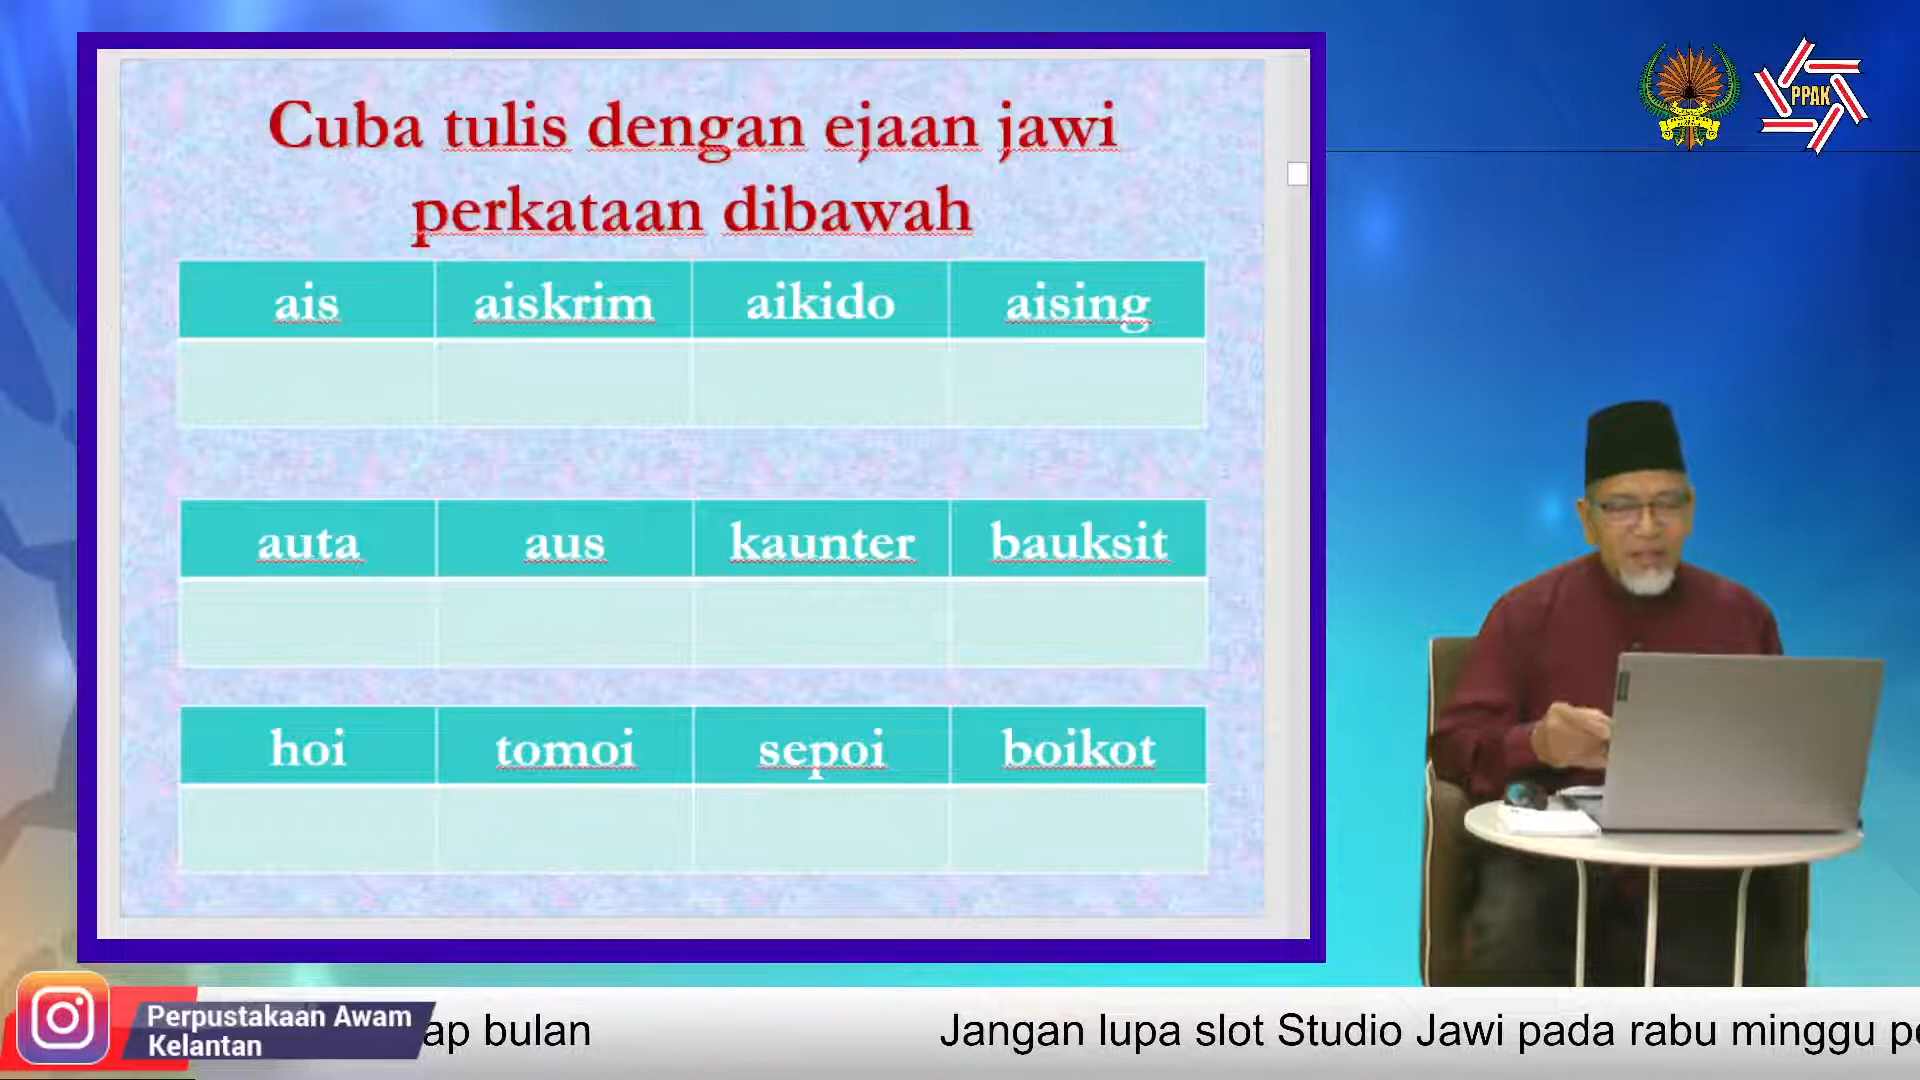 Cuba tulis dengan ejaan jawi
perkataan dibawah
ais aiskrim aikido aising
auta aus kaunter bauksit
hoi tomoi sepoi boikot
PPAK
Perpustakaan Awam
Kelantan
ap bulan
Jangan lupa slot Studio Jawi pada rabu minggu pe